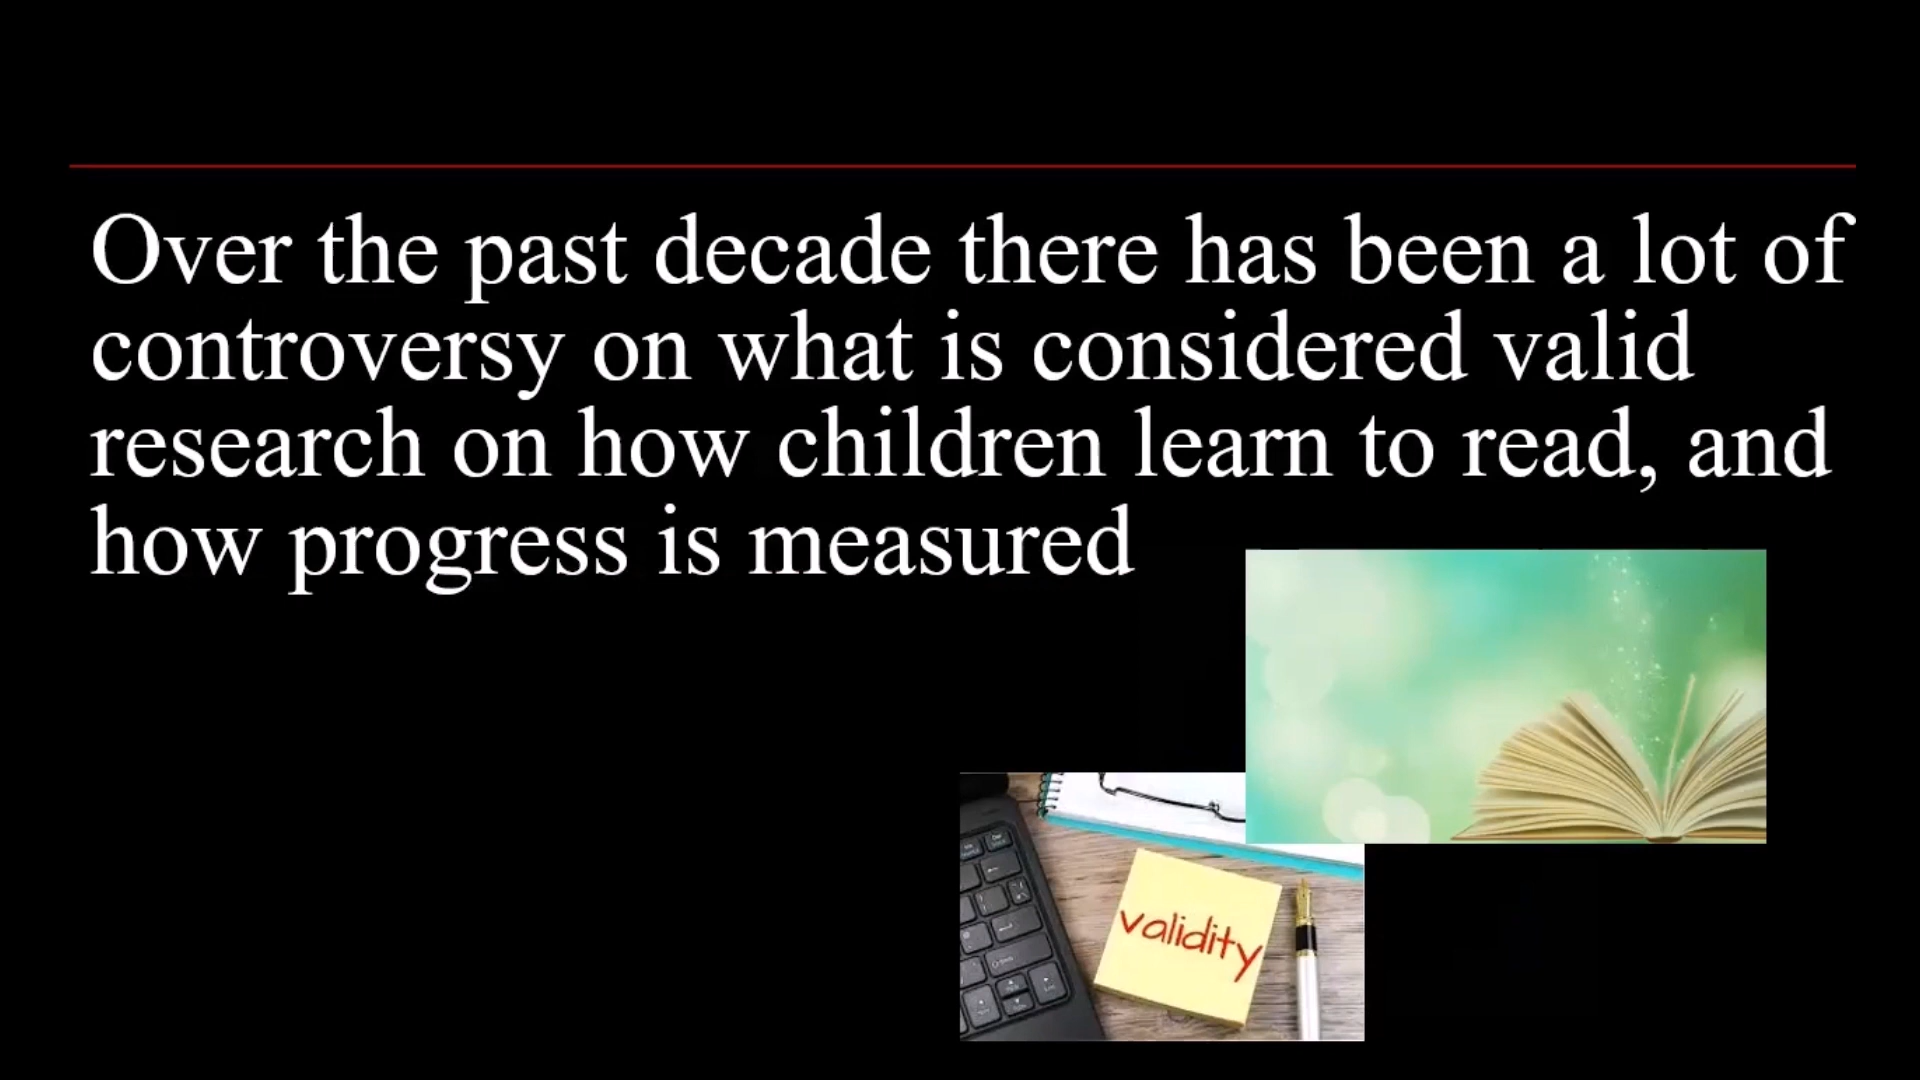 Over the past decade there has been a lot of
controversy on what is considered valid
research on how children learn to read, and
how progress is measured
validity